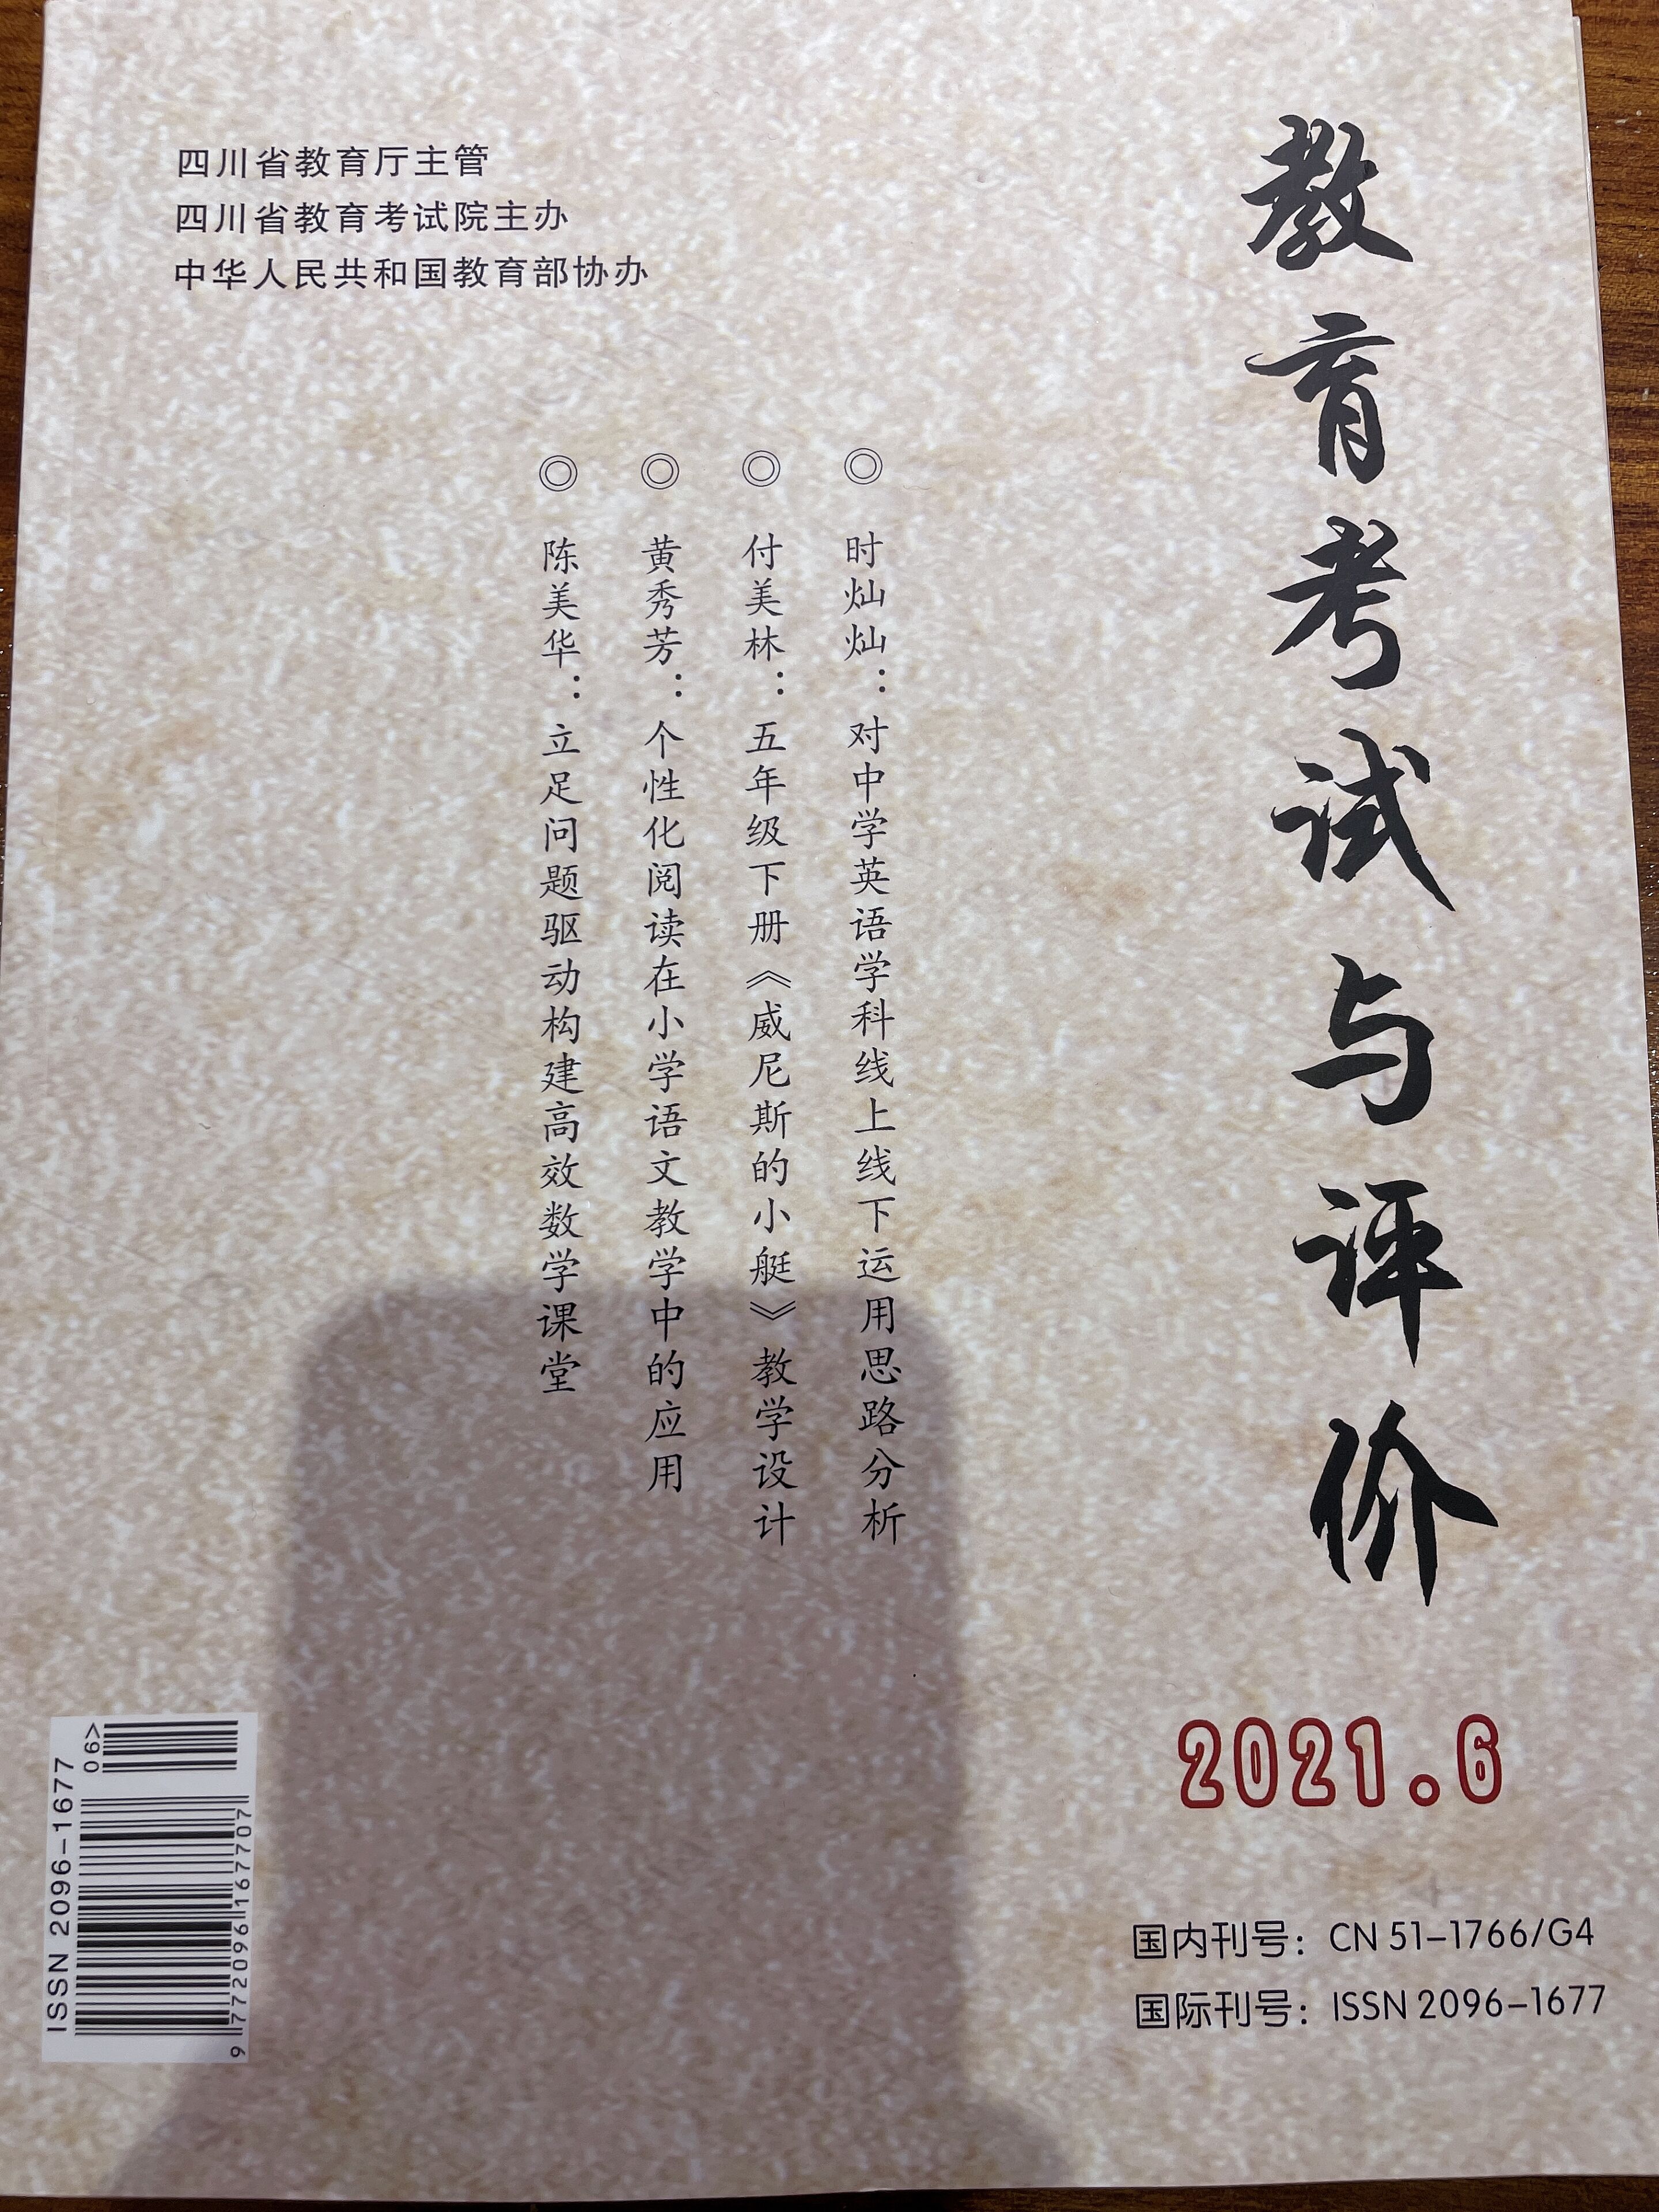 四川省教育厅主管
四川省教育考试院主办
中华人民共和国教育部协办
教育考试与评价
◎ 时灿灿：对中学英语学科线上线下运用思路分析
◎ 付美林：五年级下册《威尼斯的小艇》教学设计
◎ 黄秀芳：个性化阅读在小学语文教学中的应用
◎ 陈美华：立足问题驱动构建高效数学课堂
2021.6
国内刊号：CN 51-1766/G4
国际刊号：ISSN 2096-1677
ISSN 2096-1677
06>
9 772096 167707